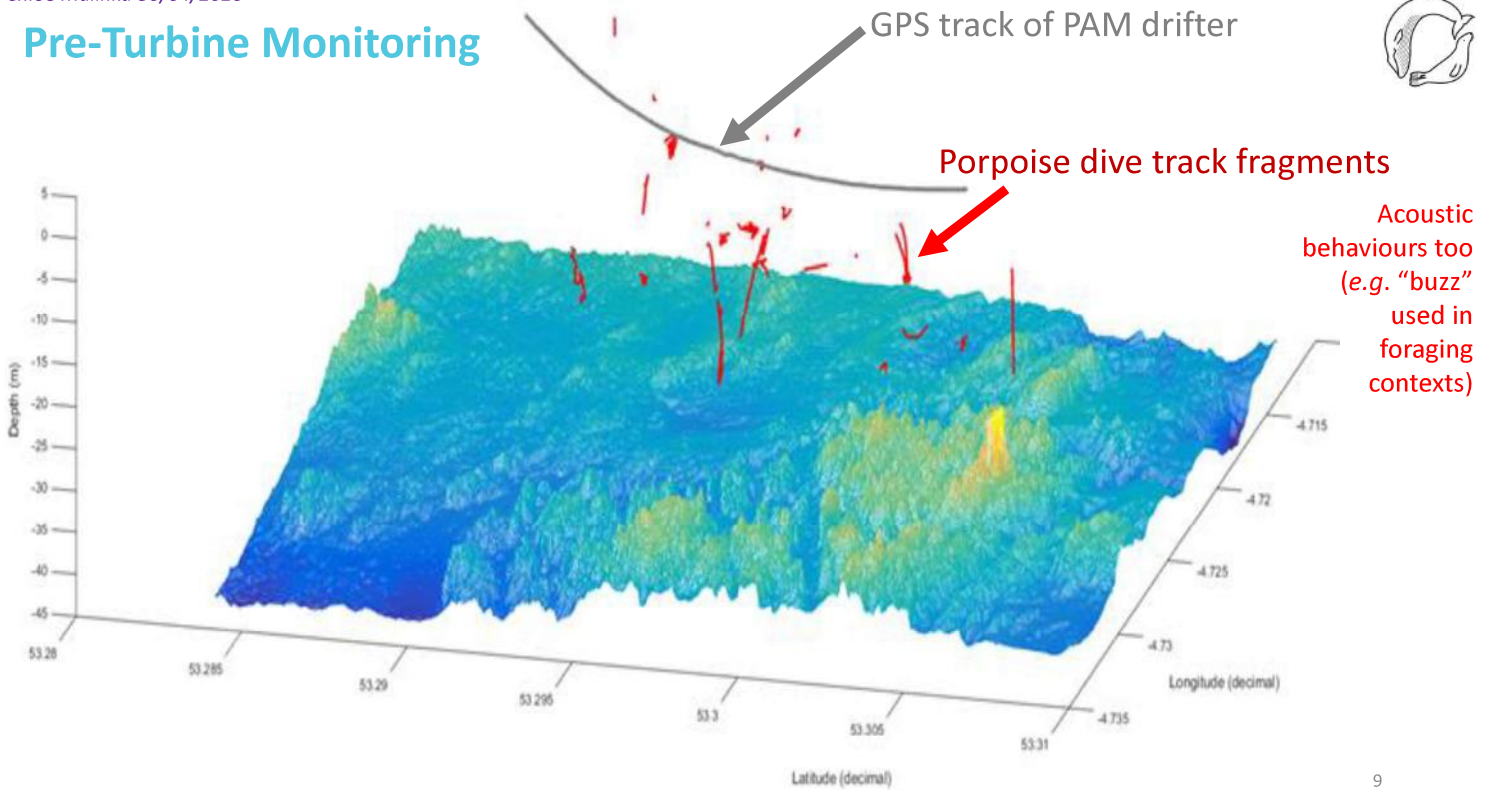 Pre-Turbine Monitoring
GPS track of PAM drifter
Porpoise dive track fragments
Acoustic
behaviours too
(e.g. “buzz”
used in
foraging
contexts)
Depth (m)
5
0
-5
-10
-15
-20
-25
-30
-35
-40
-45
53.28
53.285
53.29
53.295
53.3
53.305
53.31
Latitude (decimal)
-4.715
-4.72
-4.725
-4.73
-4.735
Longitude (decimal)
9